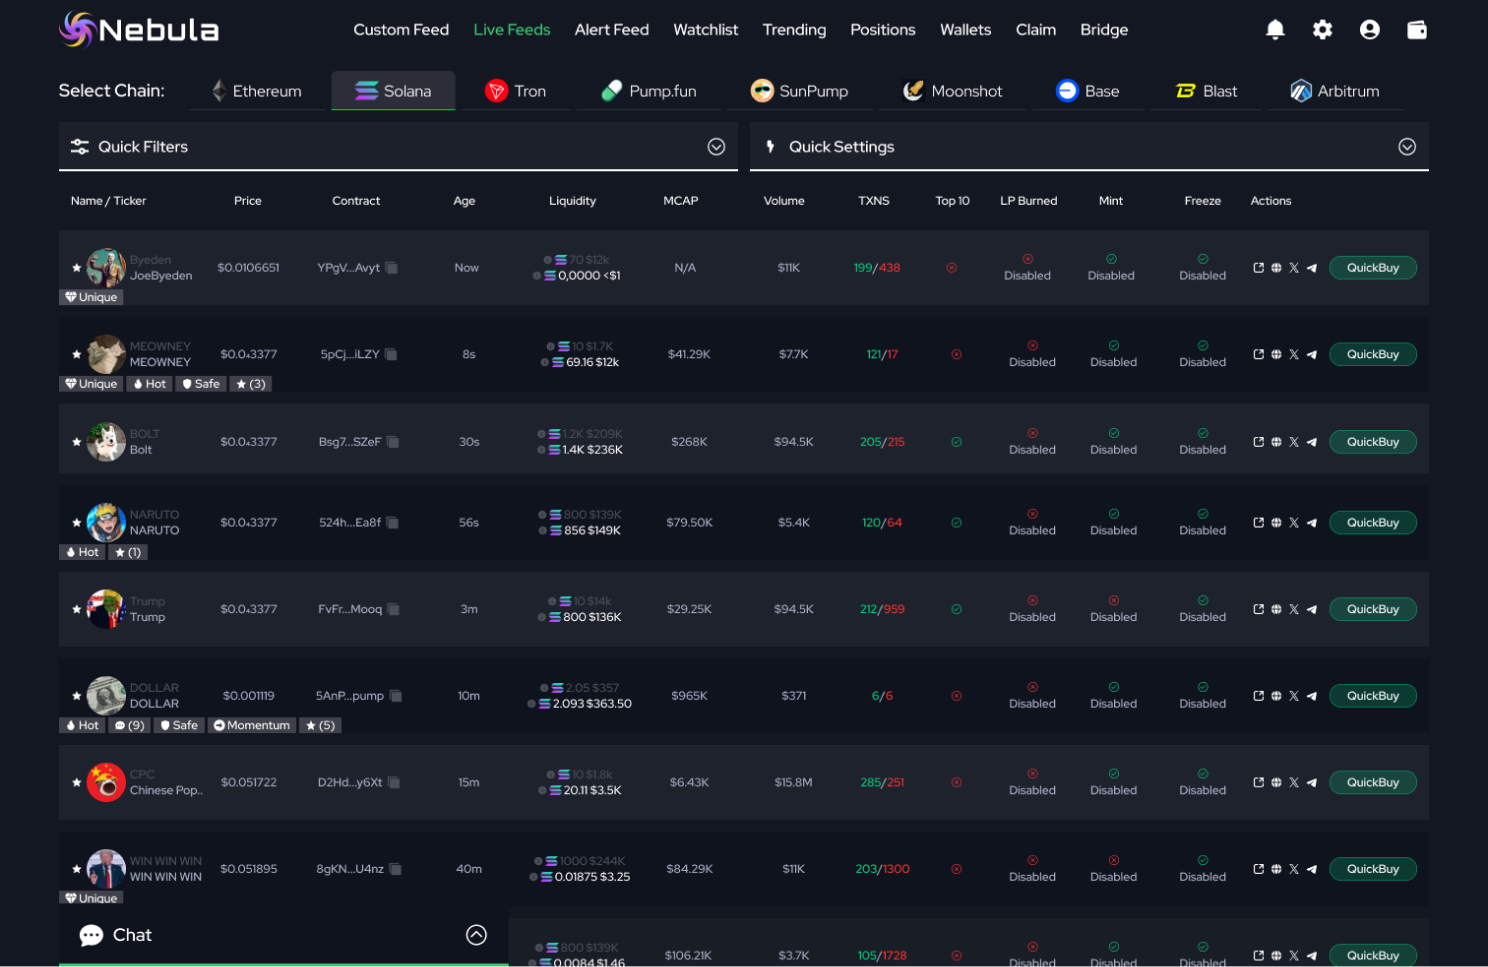 Nebula
Custom Feed Live Feeds Alert Feed Watchlist Trending Positions Wallets Claim Bridge
Select Chain: Ethereum Solana Tron Pump.fun SunPump Moonshot Base Blast Arbitrum
Quick Filters Quick Settings
Name / Ticker Price Contract Age Liquidity MCAP Volume TXNS Top 10 LP Burned Mint Freeze Actions
Byeden 70 $12k
JoeByeden $0.0106651 YPgV...Avyt Now 0,0000 <$1 N/A $11K 199/438 Disabled Disabled Disabled QuickBuy
Unique
MEOWNEY 10 $1.7K
MEOWNEY $0.0₄3377 5pCj...iLZY 8s 69.16 $12k $41.29K $7.7K 121/17 Disabled Disabled Disabled QuickBuy
Unique Hot Safe (3)
BOLT 1.2K $209K
Bolt $0.0₄3377 Bsg7...SZeF 30s 1.4K $236K $268K $94.5K 205/215 Disabled Disabled Disabled QuickBuy
NARUTO 800 $139K
NARUTO $0.0₄3377 524h...Ea8f 56s 856 $149K $79.50K $5.4K 120/64 Disabled Disabled Disabled QuickBuy
Hot (1)
Trump 10 $14k
Trump $0.0₄3377 FvFr...Mooq 3m 800 $136K $29.25K $94.5K 212/959 Disabled Disabled Disabled QuickBuy
DOLLAR 2.05 $357
DOLLAR $0.001119 5AnP...pump 10m 2.093 $363.50 $965K $371 6/6 Disabled Disabled Disabled QuickBuy
Hot (9) Safe Momentum (5)
CPC 10 $1.8k
Chinese Pop.. $0.051722 D2Hd...y6Xt 15m 20.11 $3.5K $6.43K $15.8M 285/251 Disabled Disabled Disabled QuickBuy
WIN WIN WIN 1000 $244K
WIN WIN WIN $0.051895 8gKN...U4nz 40m 0.01875 $3.25 $84.29K $11K 203/1300 Disabled Disabled Disabled QuickBuy
Unique
Chat
800 $139K
0.0084 $1.46 $106.21K $3.7K 105/1728 Disabled Disabled Disabled QuickBuy